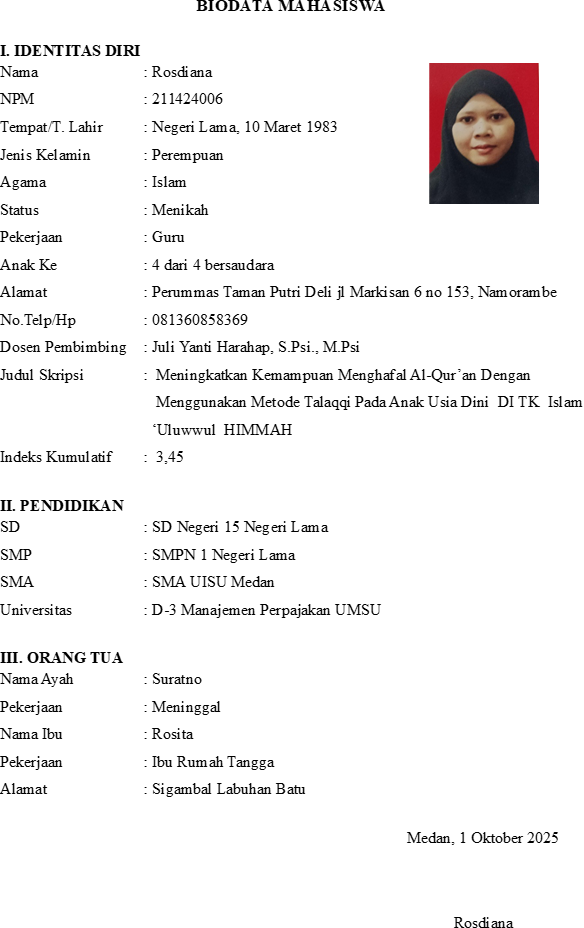 BIODATA MAHASISWA
I. IDENTITAS DIRI
Nama : Rosdiana
NPM : 211424006
Tempat/T. Lahir : Negeri Lama, 10 Maret 1983
Jenis Kelamin : Perempuan
Agama : Islam
Status : Menikah
Pekerjaan : Guru
Anak Ke : 4 dari 4 bersaudara
Alamat : Perummas Taman Putri Deli jl Markisan 6 no 153, Namorambe
No.Telp/Hp : 081360858369
Dosen Pembimbing : Juli Yanti Harahap, S.Psi., M.Psi
Judul Skripsi : Meningkatkan Kemampuan Menghafal Al-Qur’an Dengan
Menggunakan Metode Talaqqi Pada Anak Usia Dini DI TK Islam
‘Uluwwul HIMMAH
Indeks Kumulatif : 3,45
II. PENDIDIKAN
SD : SD Negeri 15 Negeri Lama
SMP : SMPN 1 Negeri Lama
SMA : SMA UISU Medan
Universitas : D-3 Manajemen Perpajakan UMSU
III. ORANG TUA
Nama Ayah : Suratno
Pekerjaan : Meninggal
Nama Ibu : Rosita
Pekerjaan : Ibu Rumah Tangga
Alamat : Sigambal Labuhan Batu
Medan, 1 Oktober 2025
Rosdiana